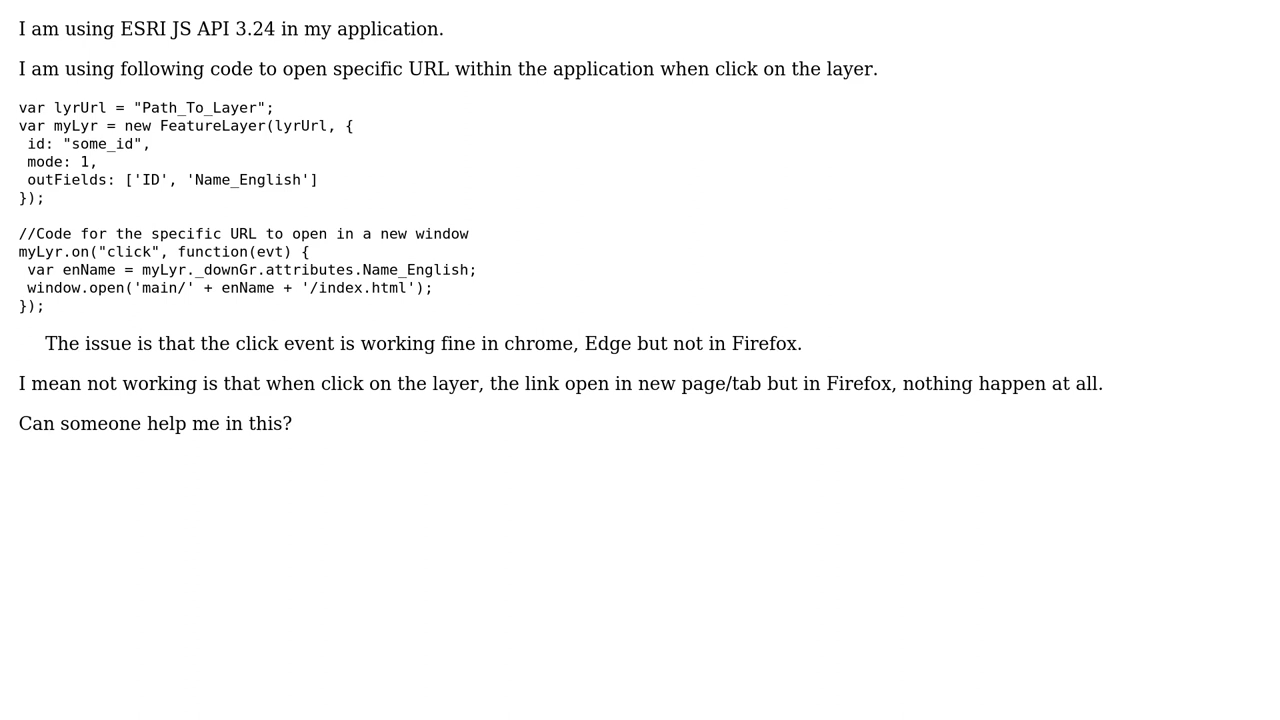 I am using ESRI JS API 3.24 in my application.
I am using following code to open specific URL within the application when click on the layer.
var lyrUrl = "Path_To_Layer";
var myLyr = new FeatureLayer(lyrUrl, {
 id: "some_id",
 mode: 1,
 outFields: ['ID', 'Name_English']
});

//Code for the specific URL to open in a new window
myLyr.on("click", function(evt) {
 var enName = myLyr._downGr.attributes.Name_English;
 window.open('main/' + enName + '/index.html');
});
The issue is that the click event is working fine in chrome, Edge but not in Firefox.
I mean not working is that when click on the layer, the link open in new page/tab but in Firefox, nothing happen at all.
Can someone help me in this?